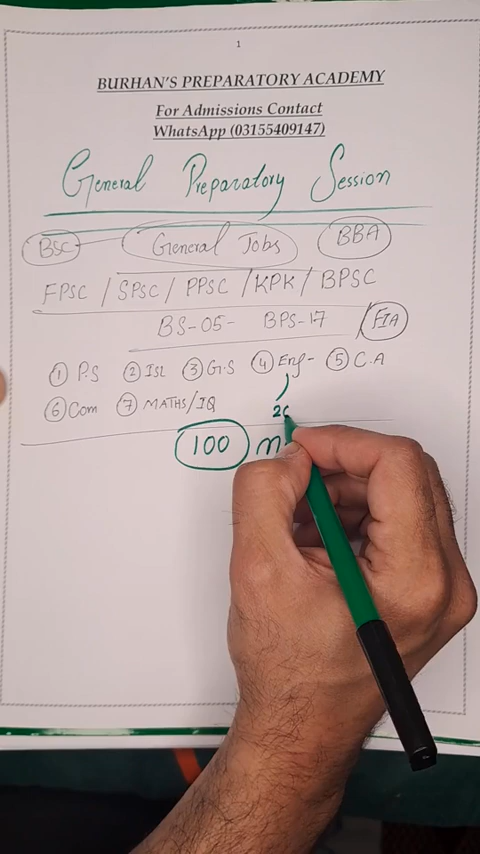 1
BURHAN'S PREPARATORY ACADEMY
For Admissions Contact
WhatsApp (03155409147)
General Preparatory Session
BSC General Jobs BBA
FPSC / SPSC / PPSC / KPK / BPSC
BS-05- BPS-17 FIA
① P.S ② ISL ③ G.S ④ Eng- ⑤ C.A
⑥ Com ⑦ MATHS/IQ
100